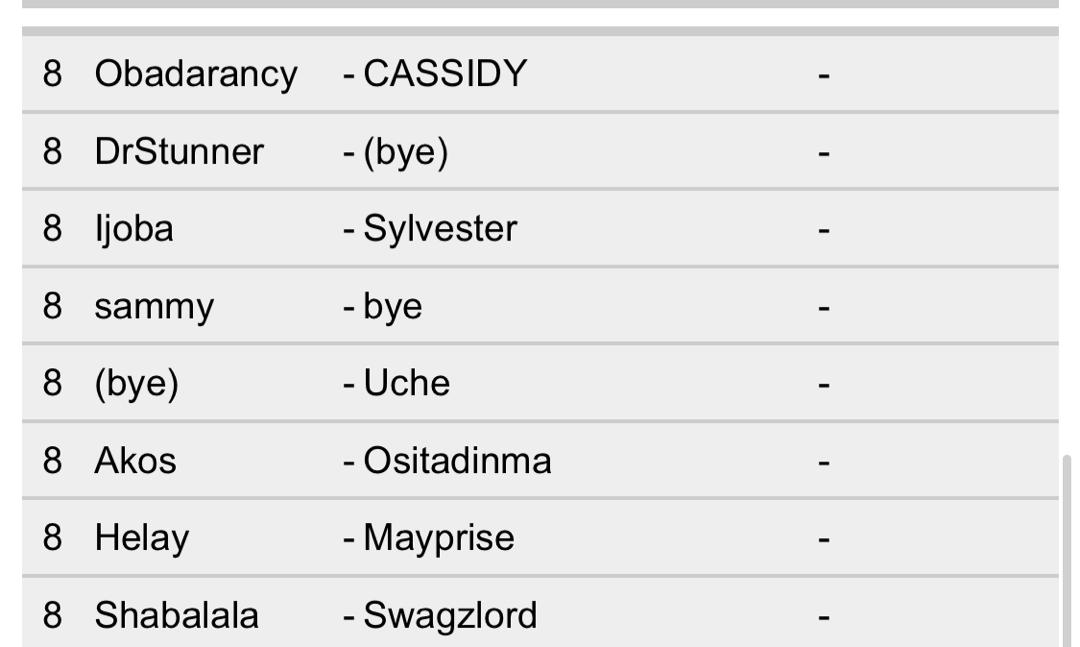 8 Obadarancy - CASSIDY -
8 DrStunner - (bye) -
8 Ijoba - Sylvester -
8 sammy - bye -
8 (bye) - Uche -
8 Akos - Ositadinma -
8 Helay - Mayprise -
8 Shabalala - Swagzlord -